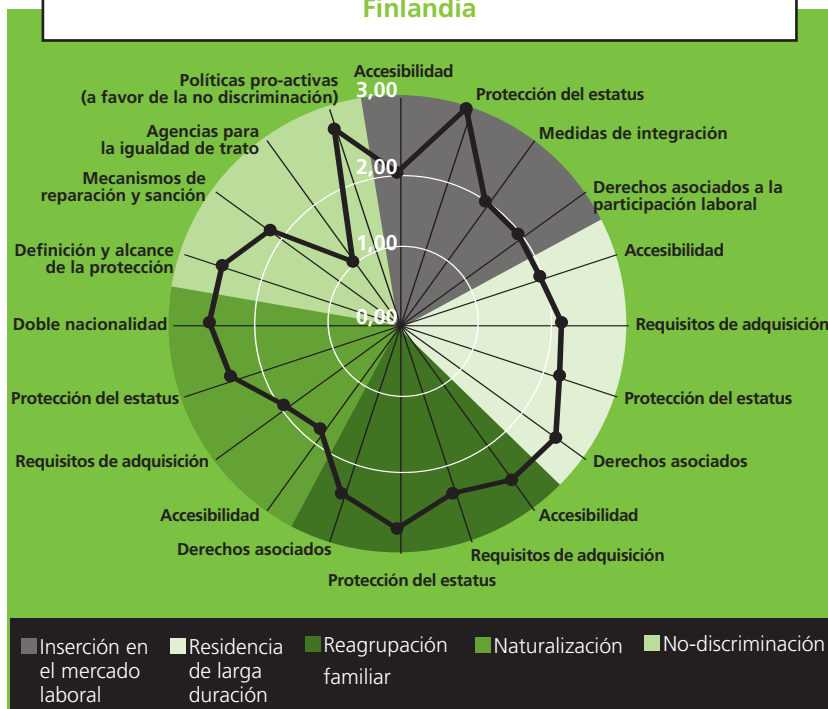 Finlandia
Accesibilidad
Políticas pro-activas
(a favor de la no discriminación)
3,00
Protección del estatus
Agencias para
la igualdad de trato
Medidas de integración
Mecanismos de
reparación y sanción
2,00
Derechos asociados a la
participación laboral
Definición y alcance
de la protección
1,00
Accesibilidad
Doble nacionalidad
0,00
Requisitos de adquisición
Protección del estatus
Protección del estatus
Requisitos de adquisición
Derechos asociados
Accesibilidad
Accesibilidad
Derechos asociados
Requisitos de adquisición
Protección del estatus
Inserción en
el mercado
laboral
Residencia
de larga
duración
Reagrupación
familiar
Naturalización
No-discriminación